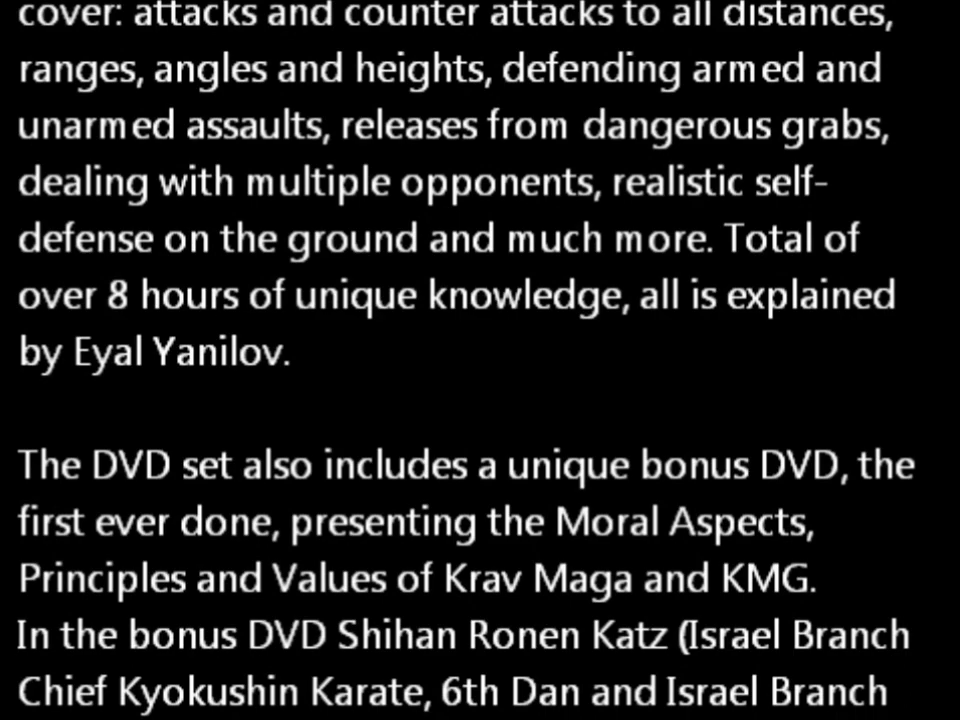 cover: attacks and counter attacks to all distances,
ranges, angles and heights, defending armed and
unarmed assaults, releases from dangerous grabs,
dealing with multiple opponents, realistic self-
defense on the ground and much more. Total of
over 8 hours of unique knowledge, all is explained
by Eyal Yanilov.
The DVD set also includes a unique bonus DVD, the
first ever done, presenting the Moral Aspects,
Principles and Values of Krav Maga and KMG.
In the bonus DVD Shihan Ronen Katz (Israel Branch
Chief Kyokushin Karate, 6th Dan and Israel Branch